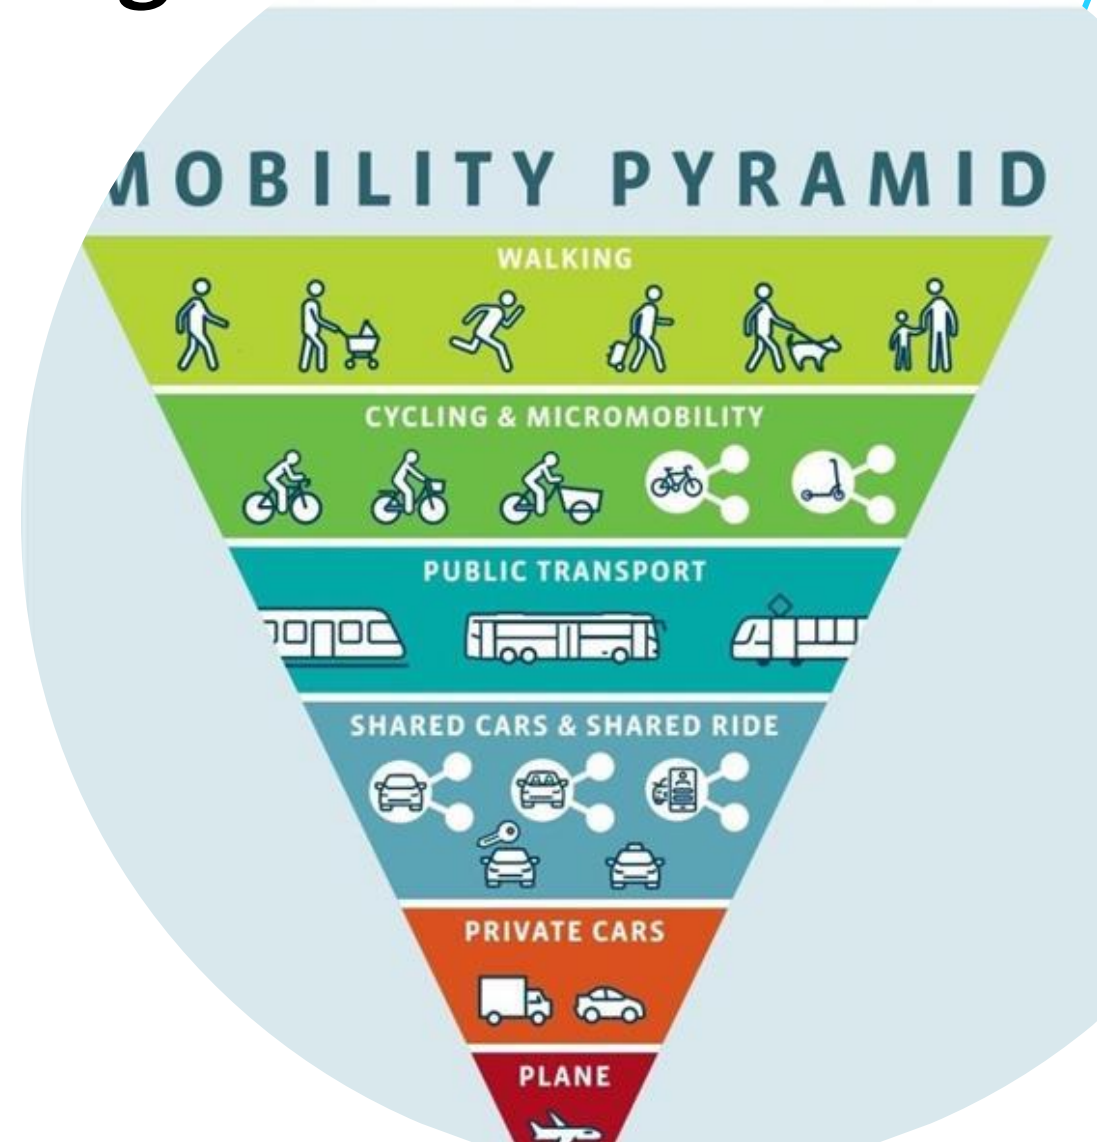 MOBILITY PYRAMID
WALKING
CYCLING & MICROMOBILITY
PUBLIC TRANSPORT
SHARED CARS & SHARED RIDE
PRIVATE CARS
PLANE